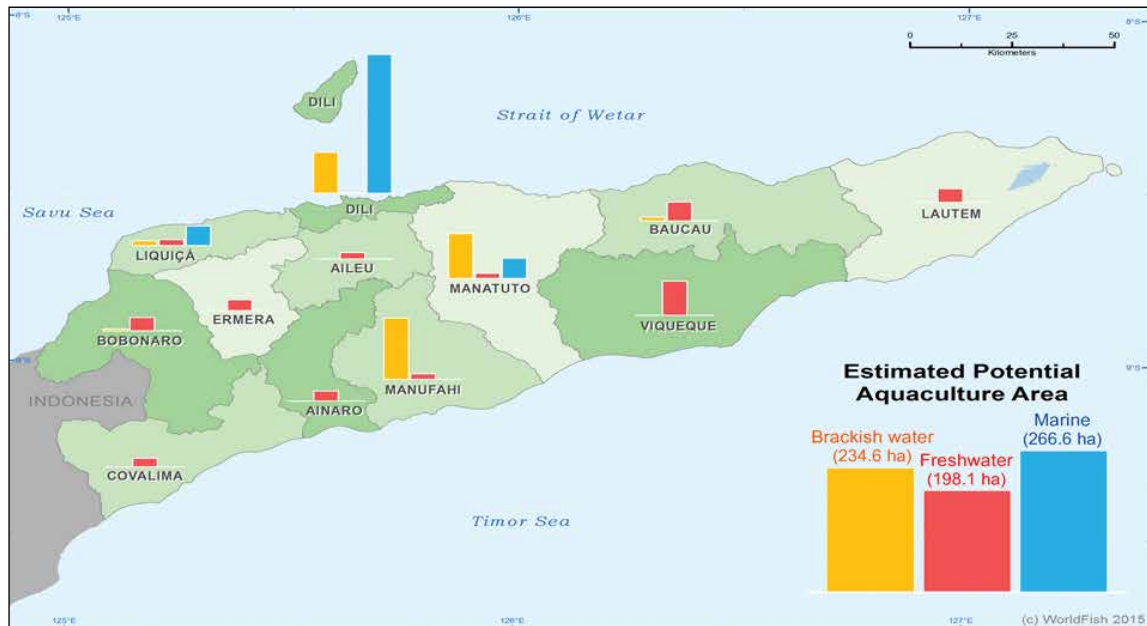 125°E
126°E
127°E
8°S
8°S
0
25
50
Kilometers
DILI
Strait of Wetar
Savu Sea
DILI
LAUTEM
BAUCAU
LIQUIÇÁ
AILEU
MANATUTO
ERMERA
VIQUEQUE
BOBONARO
9°S
9°S
Estimated Potential
Aquaculture Area
MANUFAHI
INDONESIA
AINARO
Brackish water
(234.6 ha)
Freshwater
(198.1 ha)
Marine
(266.6 ha)
COVALIMA
Timor Sea
125°E
126°E
127°E
(c) WorldFish 2015